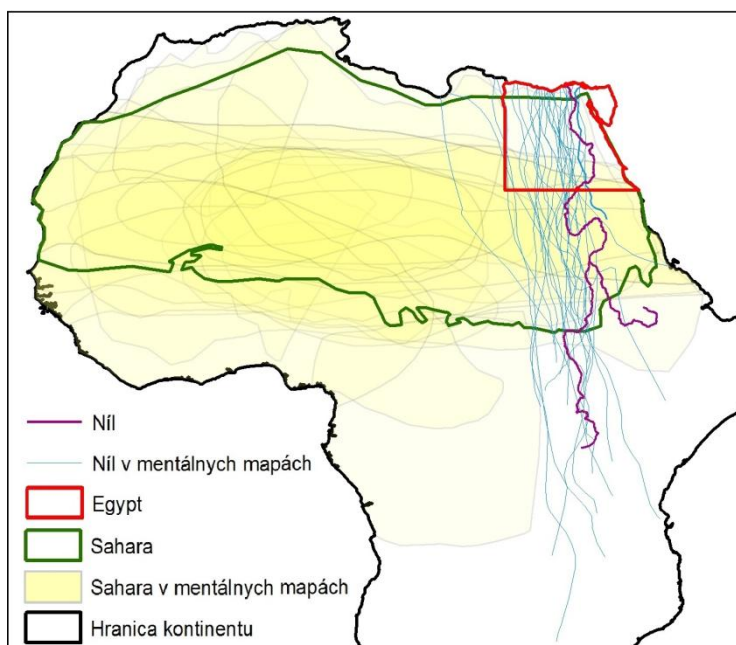 Níl
Níl v mentálnych mapách
Egypt
Sahara
Sahara v mentálnych mapách
Hranica kontinentu